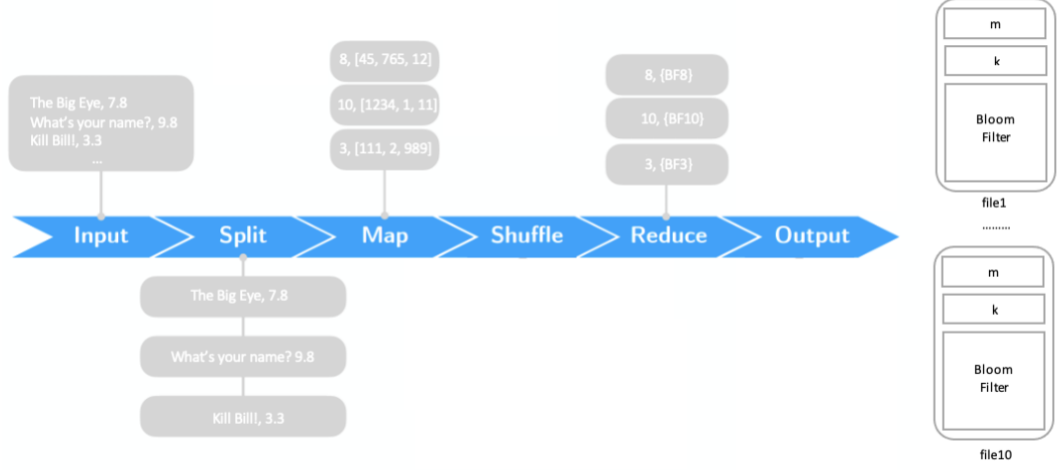 The Big Eye, 7.8
What's your name?, 9.8
Kill Bill!, 3.3
...
8, [45, 765, 12]
10, [1234, 1, 11]
3, [111, 2, 989]
8, {BF8}
10, {BF10}
3, {BF3}
Input
Split
Map
Shuffle
Reduce
Output
The Big Eye, 7.8
What's your name? 9.8
Kill Bill!, 3.3
m
k
Bloom
Filter
file1
.........
m
k
Bloom
Filter
file10